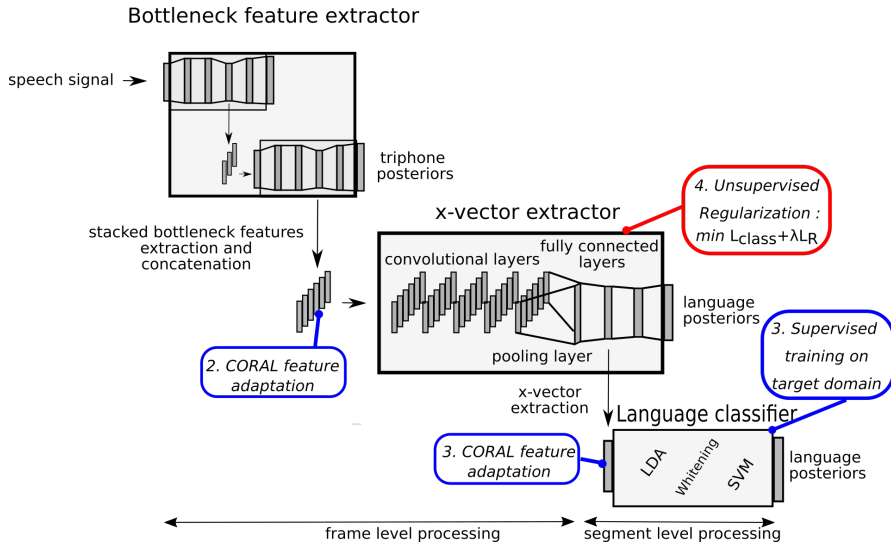 Bottleneck feature extractor
speech signal
triphone
posteriors
stacked bottleneck features
extraction and
concatenation
x-vector extractor
4. Unsupervised
Regularization :
min Lclass+λLR
convolutional layers
fully connected
layers
language
posteriors
pooling layer
2. CORAL feature
adaptation
3. Supervised
training on
target domain
x-vector
extraction
Language classifier
3. CORAL feature
adaptation
LDA
Whitening
SVM
language
posteriors
frame level processing
segment level processing